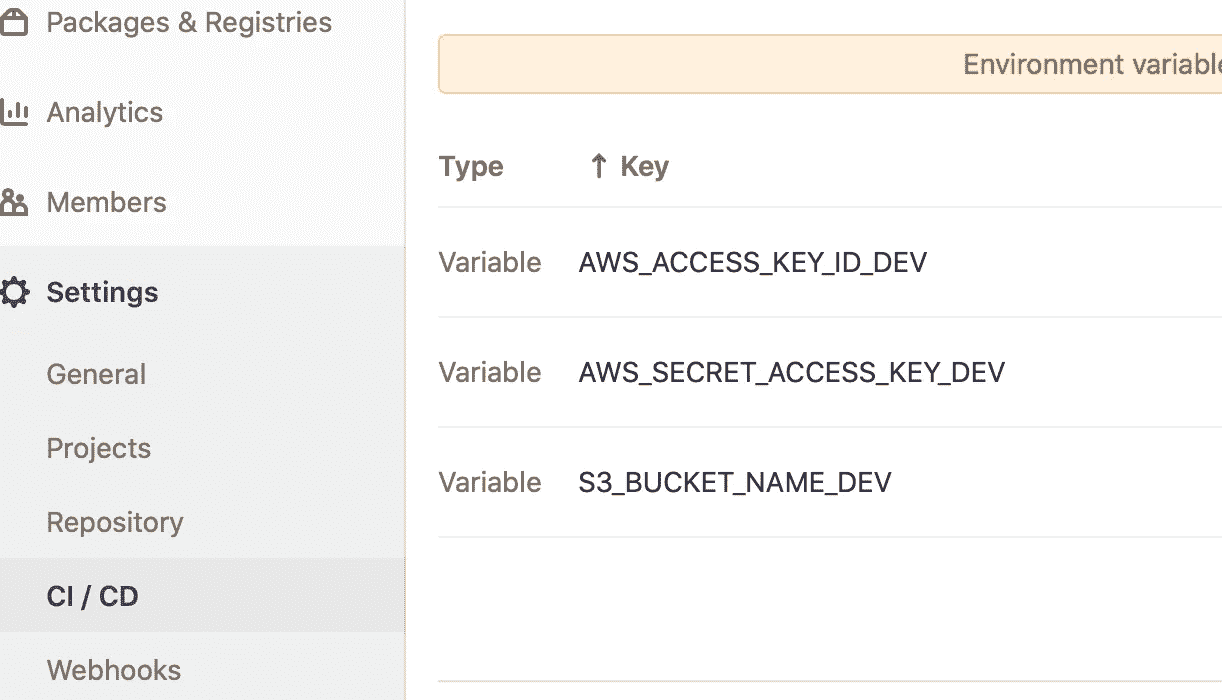 Packages & Registries
Analytics
Members
Settings
General
Projects
Repository
CI / CD
Webhooks
Environment
Type ↑ Key
Variable AWS_ACCESS_KEY_ID_DEV
Variable AWS_SECRET_ACCESS_KEY_DEV
Variable S3_BUCKET_NAME_DEV